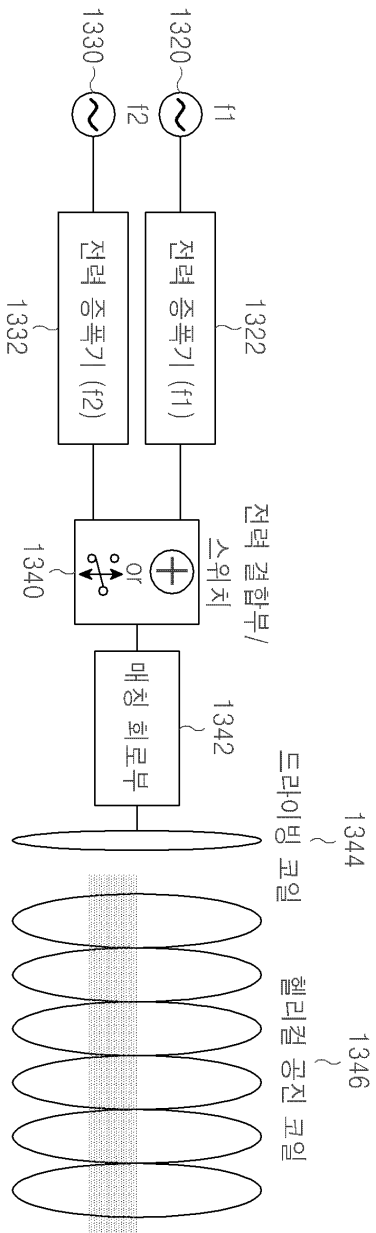 1320
f1
전력 증폭기 (f1)
1322
1330
f2
전력 증폭기 (f2)
1332
전력 결합부/
스위치
or
1340
매칭 회로부
1342
1344
드라이빙 코일
1346
헬리컬 공진 코일